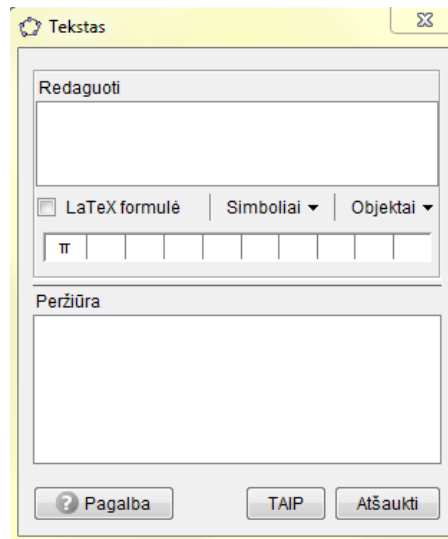 Tekstas
Redaguoti
LaTeX formulė Simboliai Objektai
π
Peržiūra
Pagalba TAIP Atšaukti